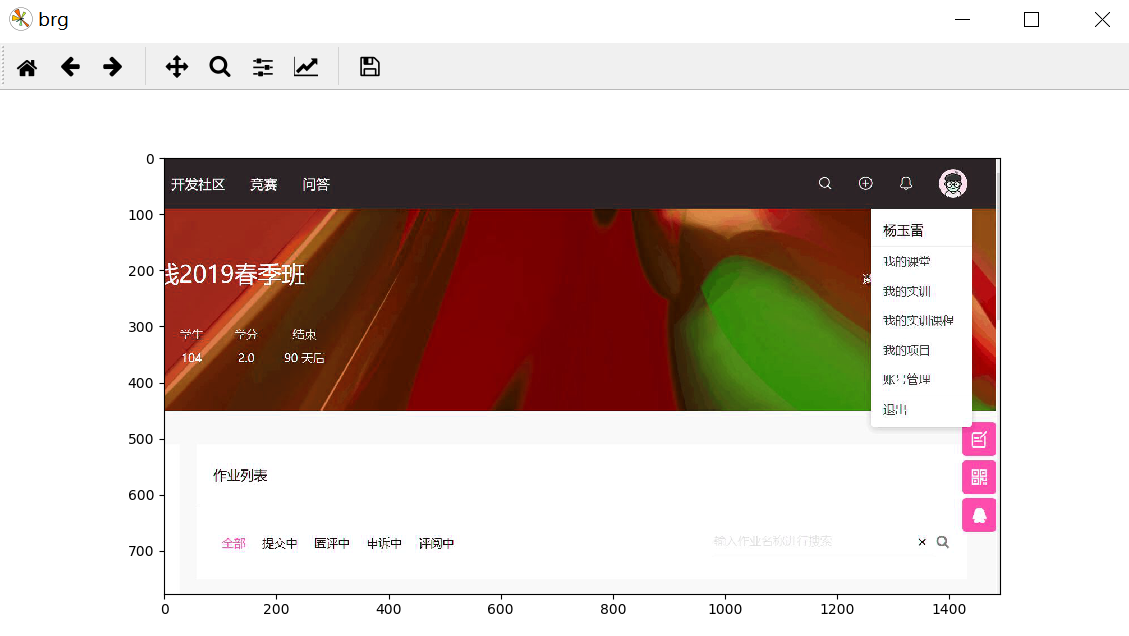 brg
0
100
200
300
400
500
600
700
开发社区 竞赛 问答
杨玉雷
我的课堂
我的实训
我的实训课程
我的项目
账号管理
退出
线2019春季班
学生 学分 结束
104 2.0 90 天后
作业列表
全部 提交中 匿评中 申诉中 评阅中
输入作业名称进行搜索 ×
0 200 400 600 800 1000 1200 1400